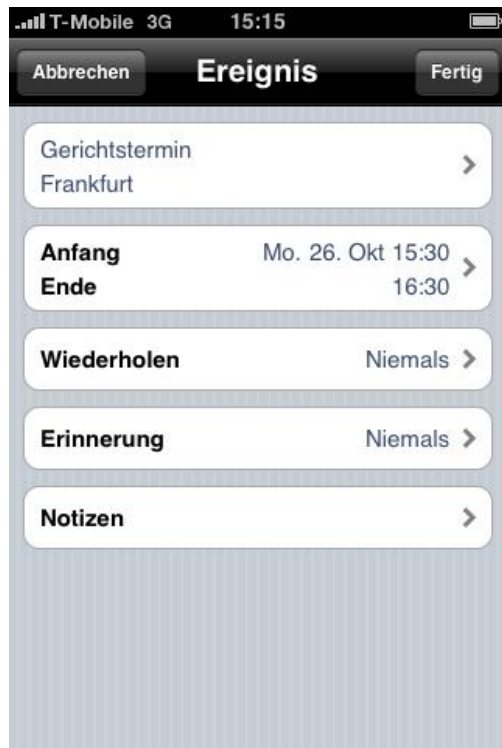 T-Mobile 3G 15:15
Abbrechen Ereignis Fertig
Gerichtstermin
Frankfurt
Anfang Mo. 26. Okt 15:30
Ende 16:30
Wiederholen Niemals
Erinnerung Niemals
Notizen